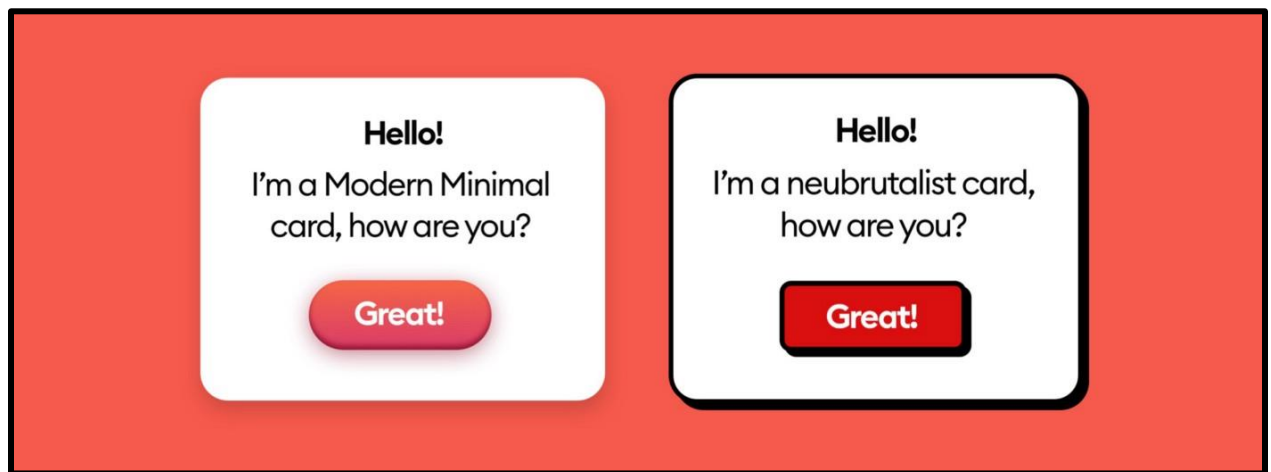 Hello!
I’m a Modern Minimal
card, how are you?
Great!
Hello!
I’m a neubrutalist card,
how are you?
Great!